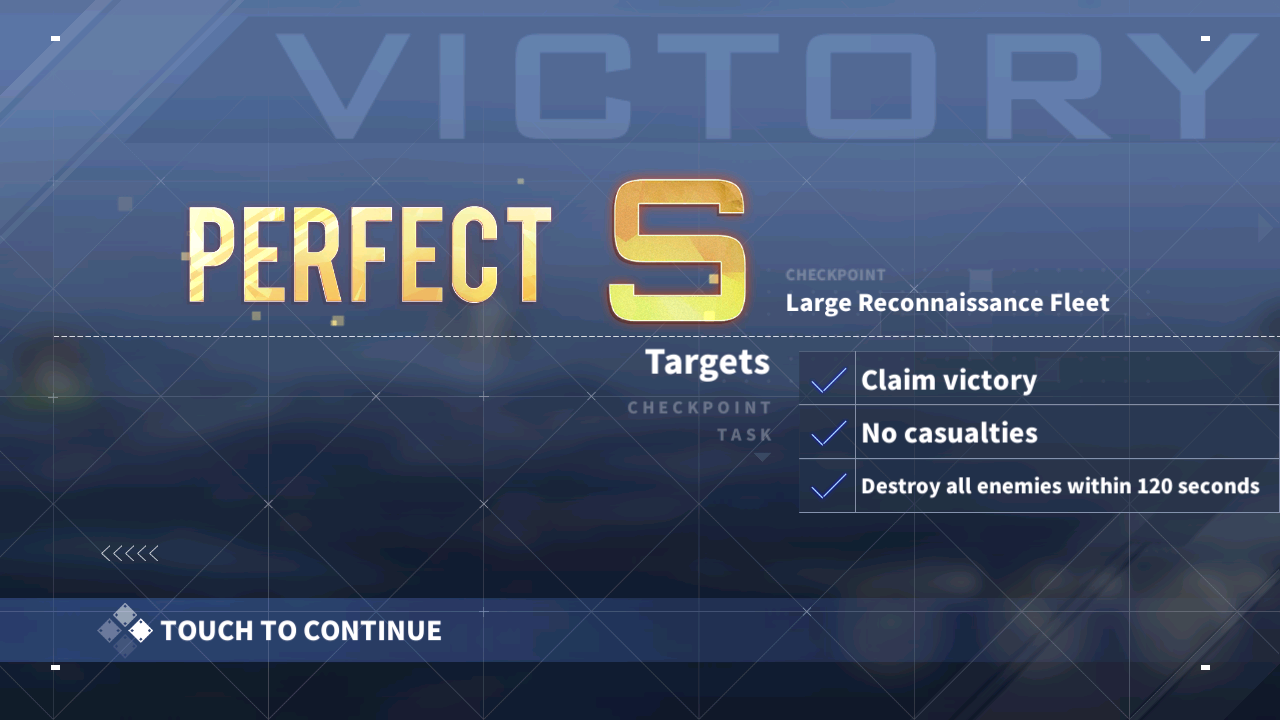 VICTORY
PERFECT S
CHECKPOINT
Large Reconnaissance Fleet
Targets
CHECKPOINT
TASK
Claim victory
No casualties
Destroy all enemies within 120 seconds
TOUCH TO CONTINUE